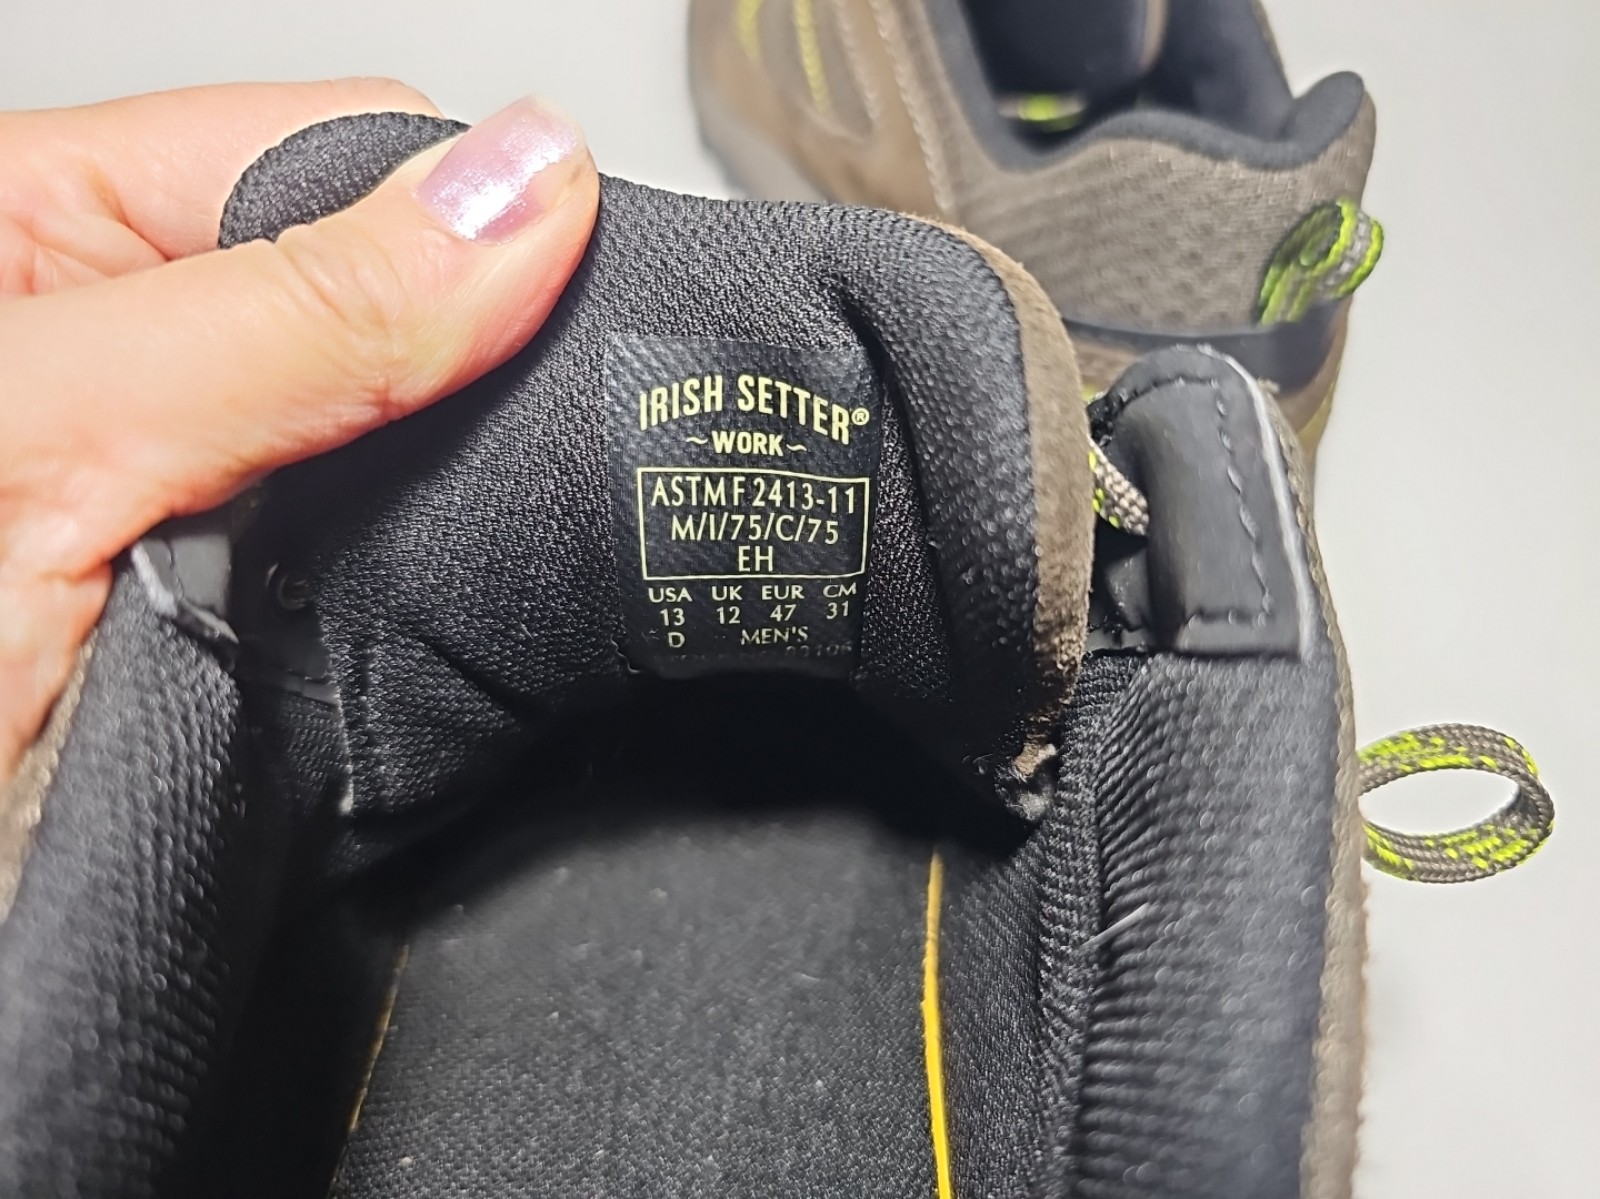 IRISH SETTER®
~WORK~
ASTM F2413-11
M/I/75/C/75
EH
USA UK EUR CM
13 12 47 31
D MEN'S